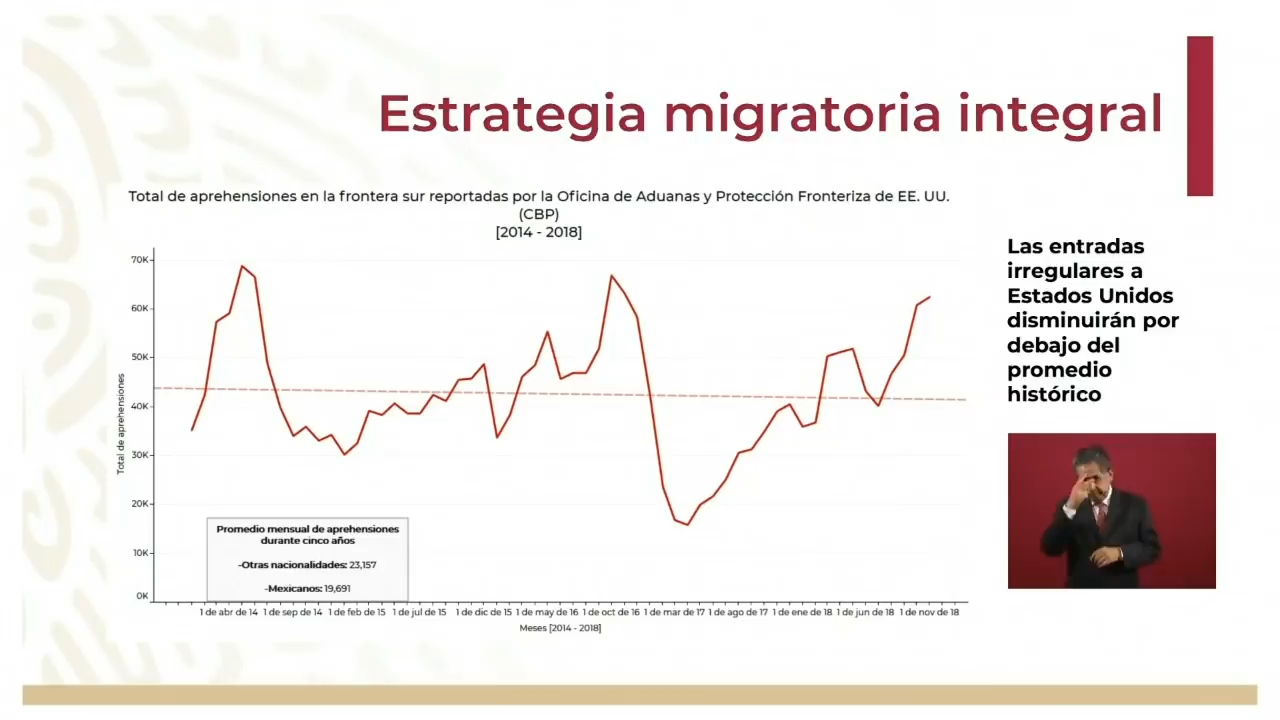 Estrategia migratoria integral
Total de aprehensiones en la frontera sur reportadas por la Oficina de Aduanas y Protección Fronteriza de EE. UU.
(CBP)
[2014 - 2018]
Las entradas
irregulares a
Estados Unidos
disminuirán por
debajo del
promedio
histórico
Total de aprehensiones
70K
60K
50K
40K
30K
20K
10K
0K
Promedio mensual de aprehensiones
durante cinco años
-Otras nacionalidades: 23,157
-Mexicanos: 19,691
1 de abr de 14 1 de sep de 14 1 de feb de 15 1 de jul de 15 1 de dic de 15 1 de may de 16 1 de oct de 16 1 de mar de 17 1 de ago de 17 1 de ene de 18 1 de jun de 18 1 de nov de 18
Meses [2014 - 2018]